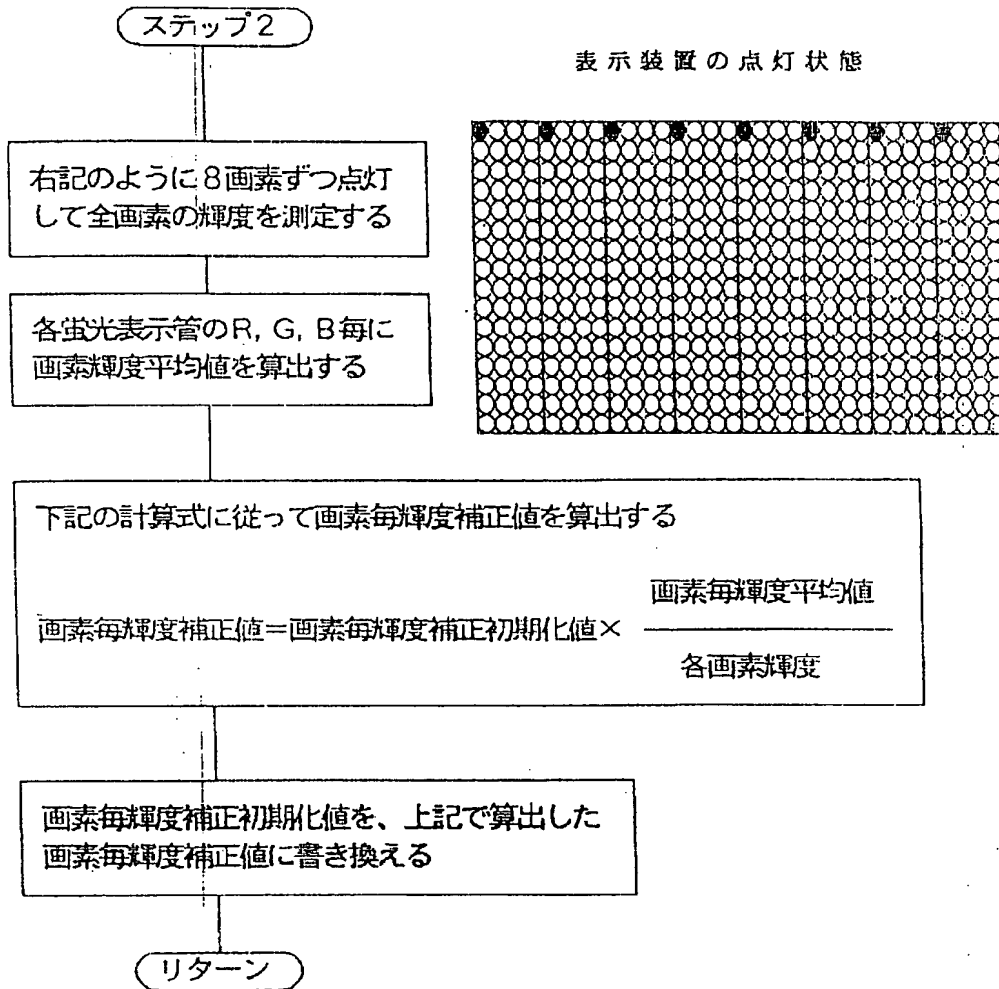 ステップ2
表示装置の点灯状態
右記のように8画素ずつ点灯
して全画素の輝度を測定する
各蛍光表示管のR, G, B毎に
画素輝度平均値を算出する
下記の計算式に従って画素毎輝度補正値を算出する
画素毎輝度平均値
画素毎輝度補正値=画素毎輝度補正初期化値×
各画素輝度
画素毎輝度補正初期化値を、上記で算出した
画素毎輝度補正値に書き換える
リターン